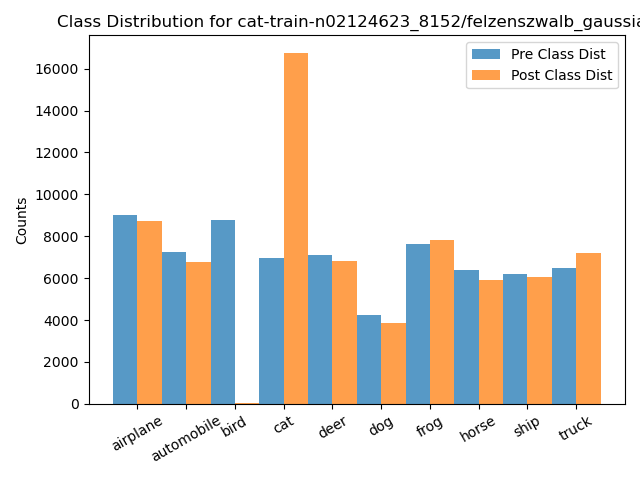 Class Distribution for cat-train-n02124623_8152/felzenszwalb_gaussia
Pre Class Dist
Post Class Dist
Counts
16000
14000
12000
10000
8000
6000
4000
2000
0
airplane
automobile
bird
cat
deer
dog
frog
horse
ship
truck